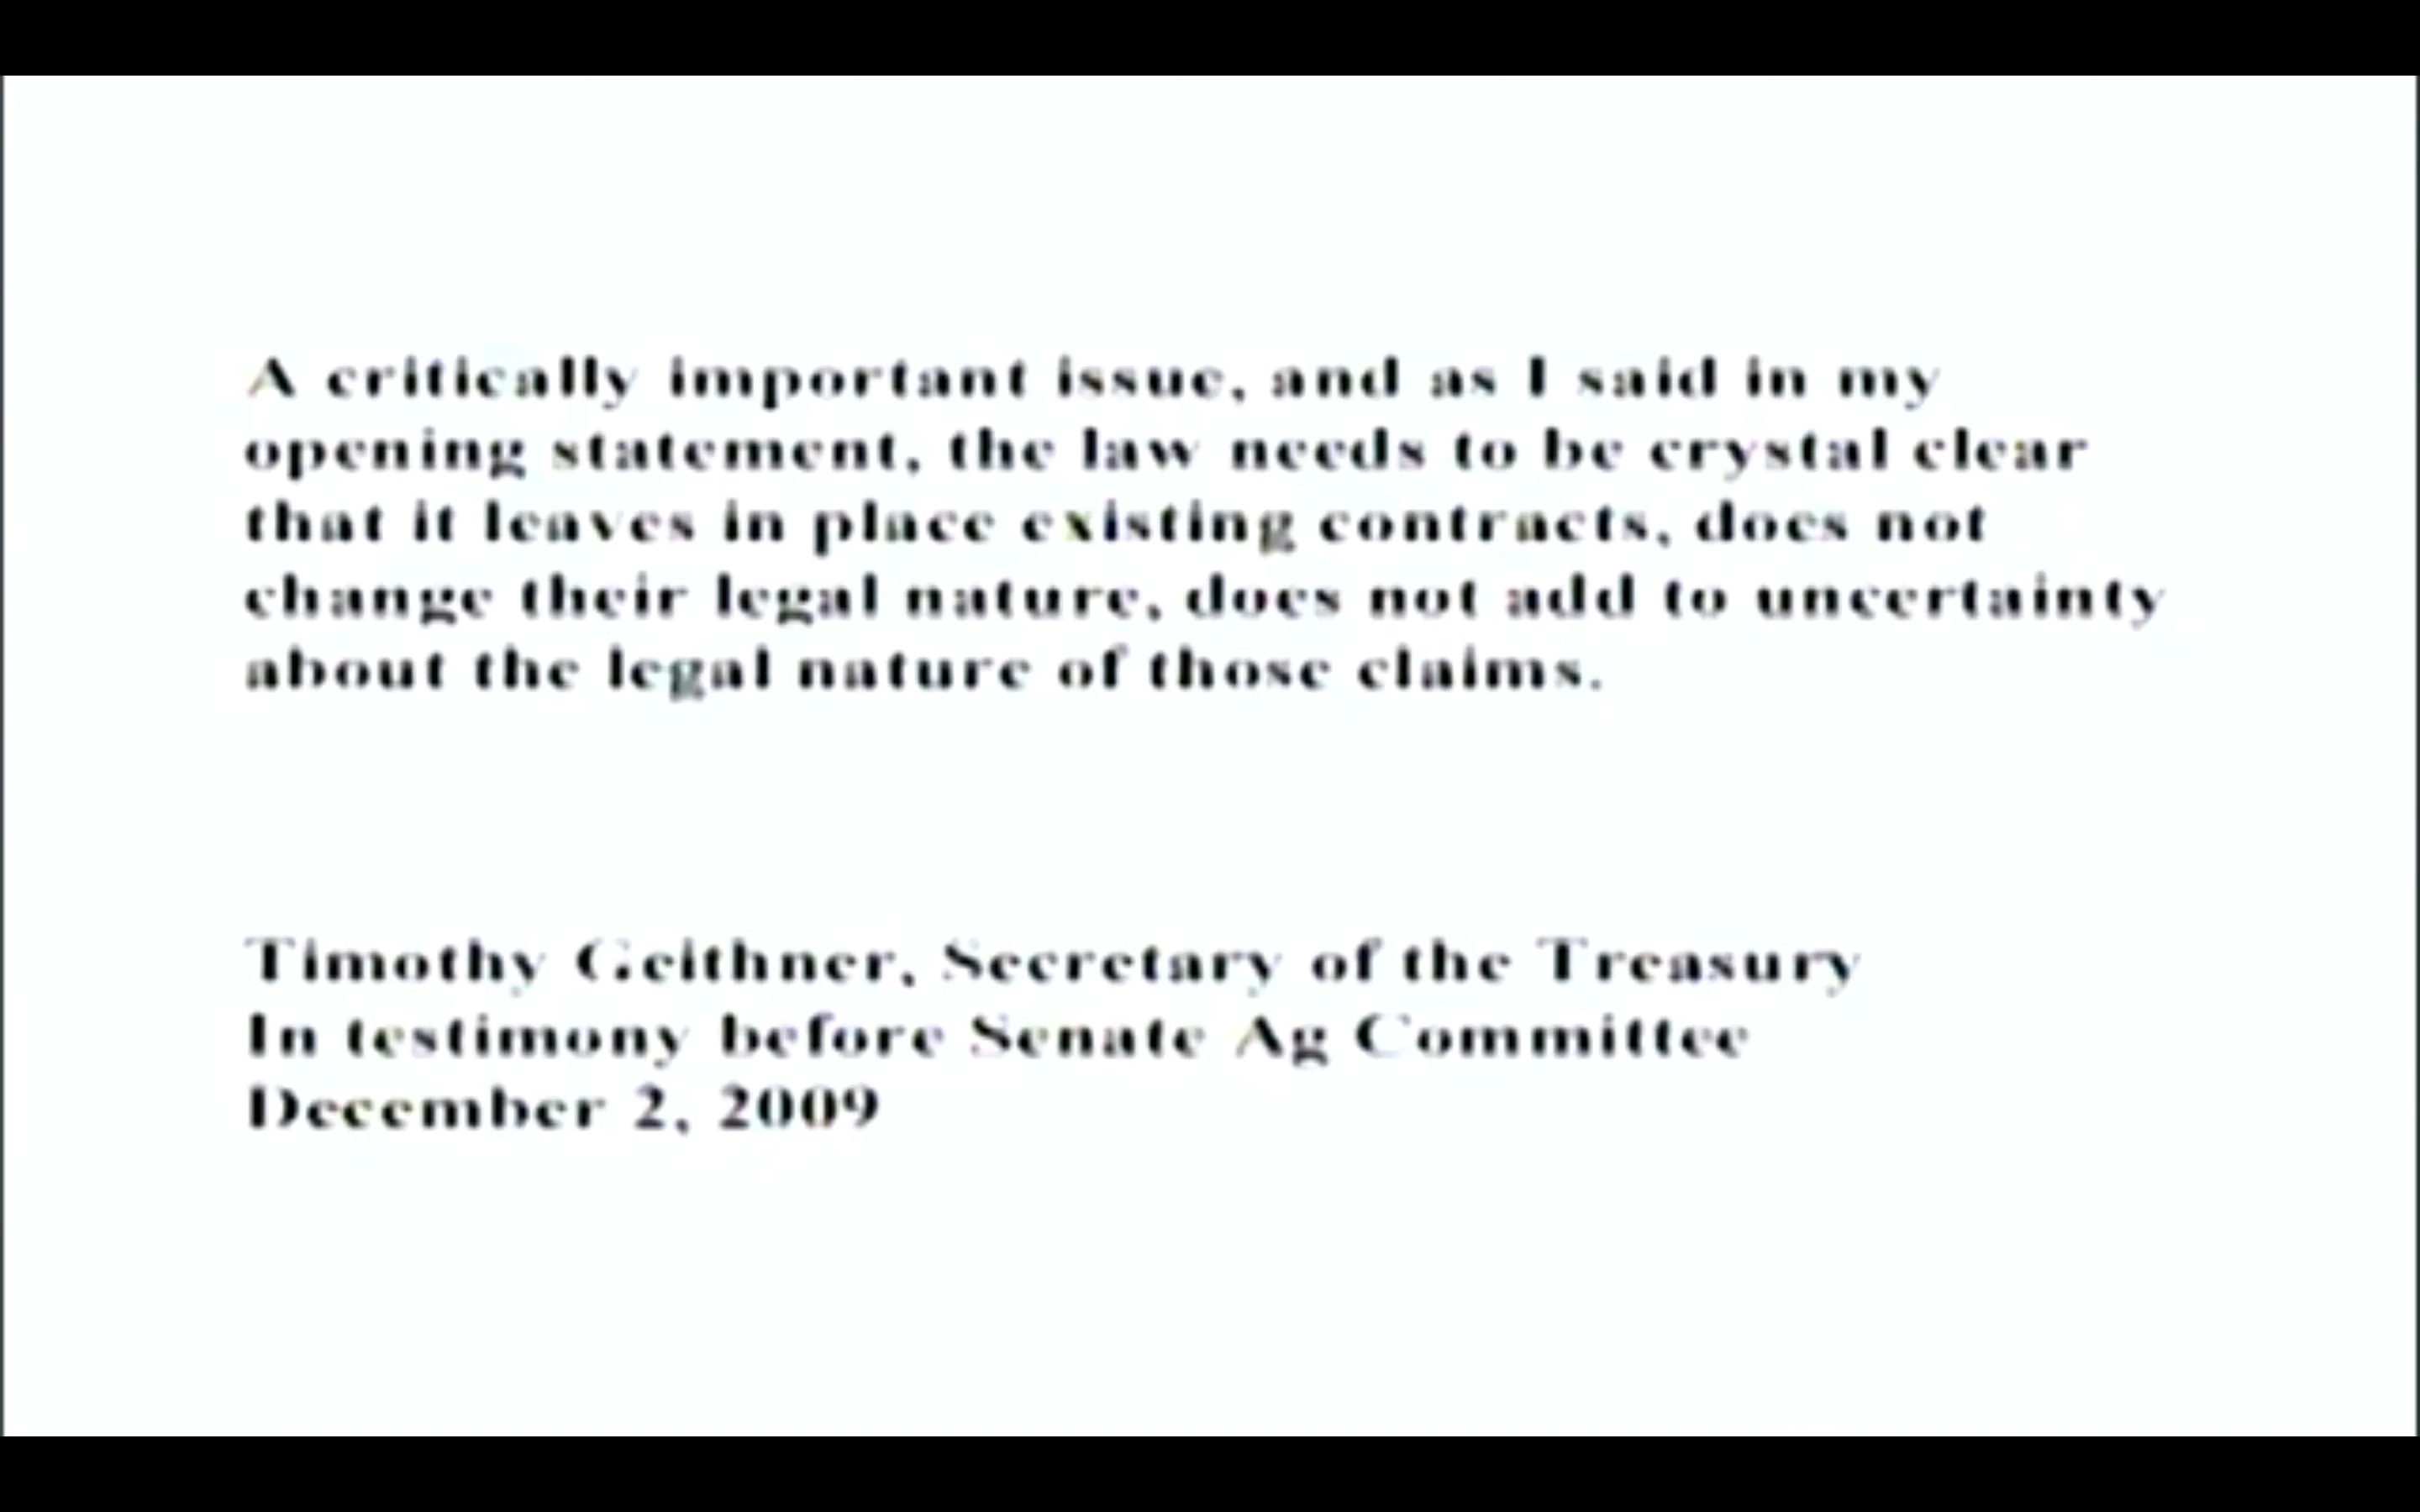 A critically important issue, and as I said in my
opening statement, the law needs to be crystal clear
that it leaves in place existing contracts, does not
change their legal nature, does not add to uncertainty
about the legal nature of those claims.
Timothy Geithner, Secretary of the Treasury
In testimony before Senate Ag Committee
December 2, 2009